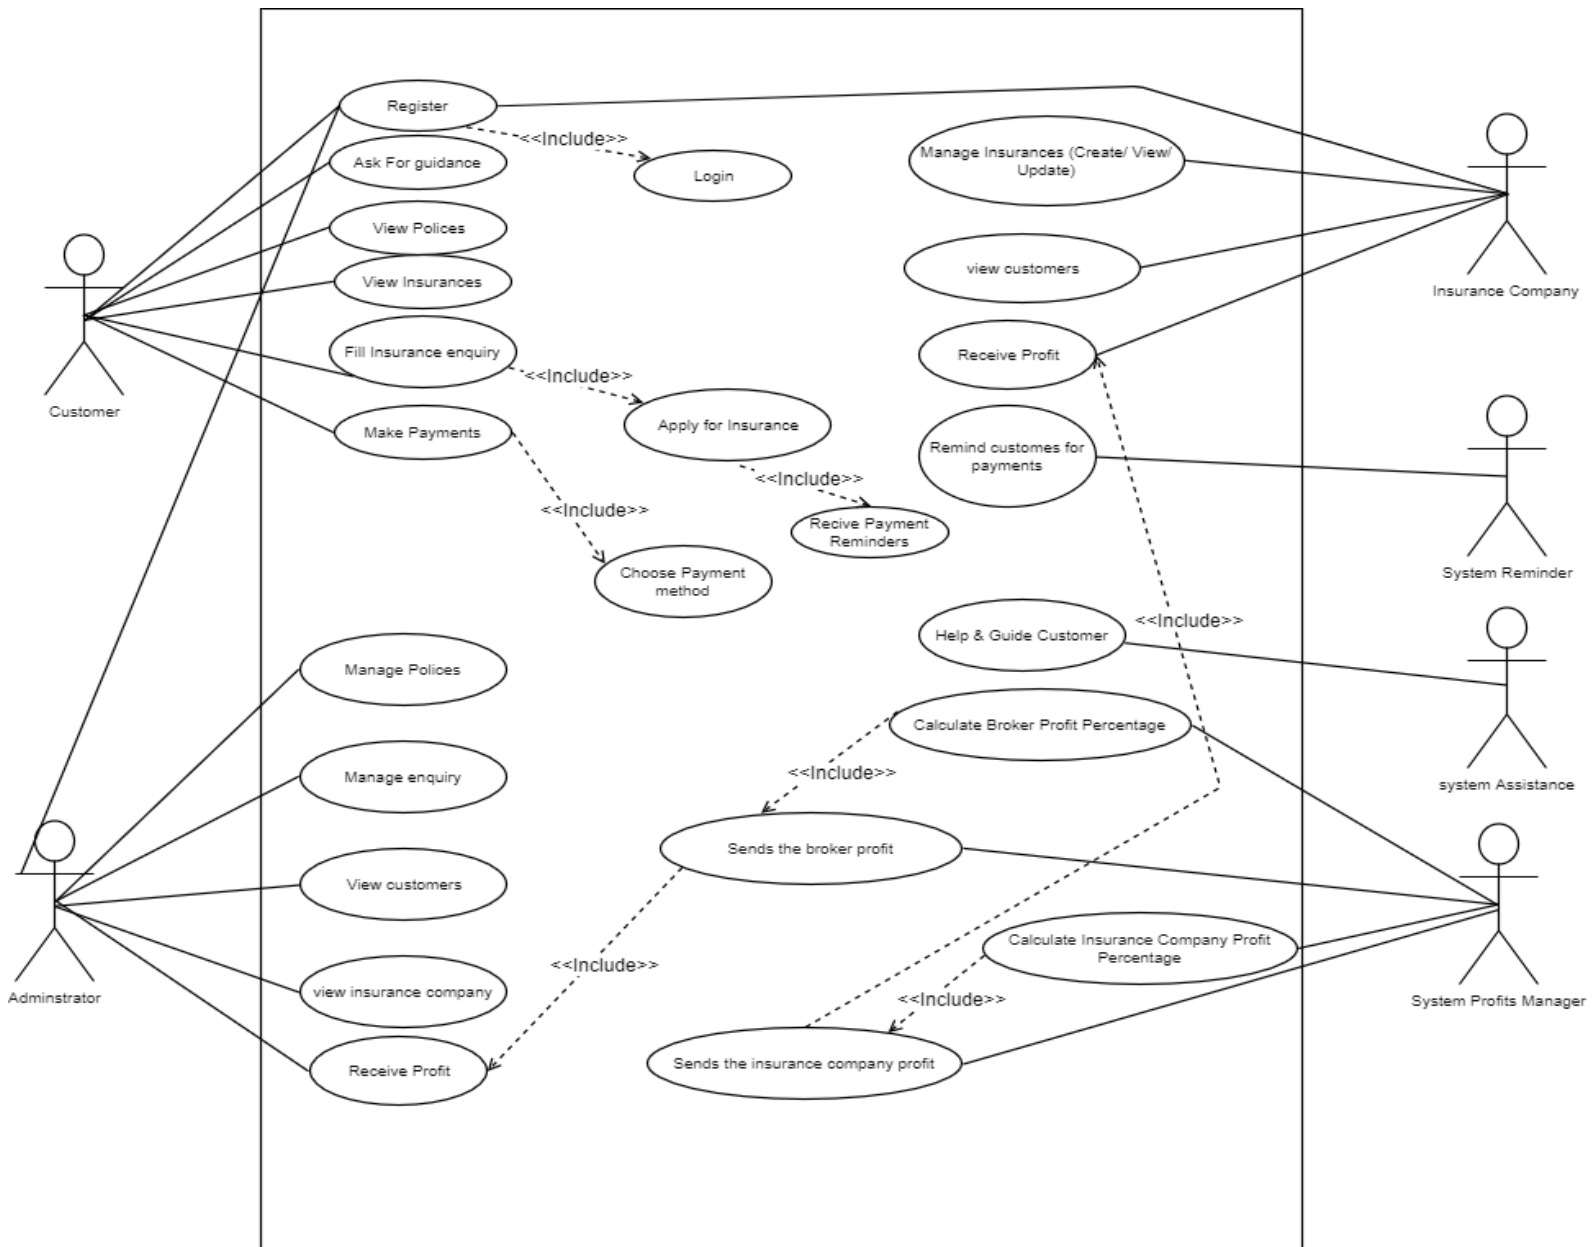 Register
<<Include>>
Ask For guidance
Login
Manage Insurances (Create/ View/
Update)
View Polices
view customers
View Insurances
Insurance Company
Fill Insurance enquiry
Receive Profit
<<Include>>
Customer
Make Payments
Apply for Insurance
Remind customes for
payments
<<Include>>
<<Include>>
Recive Payment
Reminders
Choose Payment
method
System Reminder
<<Include>>
Help & Guide Customer
Manage Polices
Calculate Broker Profit Percentage
<<Include>>
Manage enquiry
system Assistance
Sends the broker profit
View customers
Calculate Insurance Company Profit
Percentage
<<Include>>
view insurance company
<<Include>>
Adminstrator
System Profits Manager
Receive Profit
Sends the insurance company profit